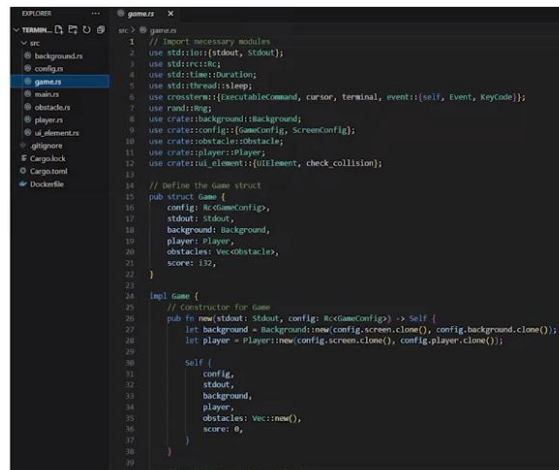 EXPLORER
...
game.rs ×
TERMIN...
src
background.rs
config.rs
game.rs
main.rs
obstacle.rs
player.rs
ui_element.rs
.gitignore
Cargo.lock
Cargo.toml
Dockerfile
src > game.rs
1 // Import necessary modules
2 use std::io::{stdout, Stdout};
3 use std::rc::Rc;
4 use std::time::Duration;
5 use std::thread::sleep;
6 use crossterm::{ExecutableCommand, cursor, terminal, event::{self, Event, KeyCode}};
7 use rand::Rng;
8 use crate::background::Background;
9 use crate::config::{GameConfig, ScreenConfig};
10 use crate::obstacle::Obstacle;
11 use crate::player::Player;
12 use crate::ui_element::{UIElement, check_collision};
13
14 // Define the Game struct
15 pub struct Game {
16 config: Rc<GameConfig>,
17 stdout: Stdout,
18 background: Background,
19 player: Player,
20 obstacles: Vec<Obstacle>,
21 score: i32,
22 }
23
24 impl Game {
25 // Constructor for Game
26 pub fn new(stdout: Stdout, config: Rc<GameConfig>) -> Self {
27 let background = Background::new(config.screen.clone(), config.background.clone());
28 let player = Player::new(config.screen.clone(), config.player.clone());
29
30 Self {
31 config,
32 stdout,
33 background,
34 player,
35 obstacles: Vec::new(),
36 score: 0,
37 }
38 }
39